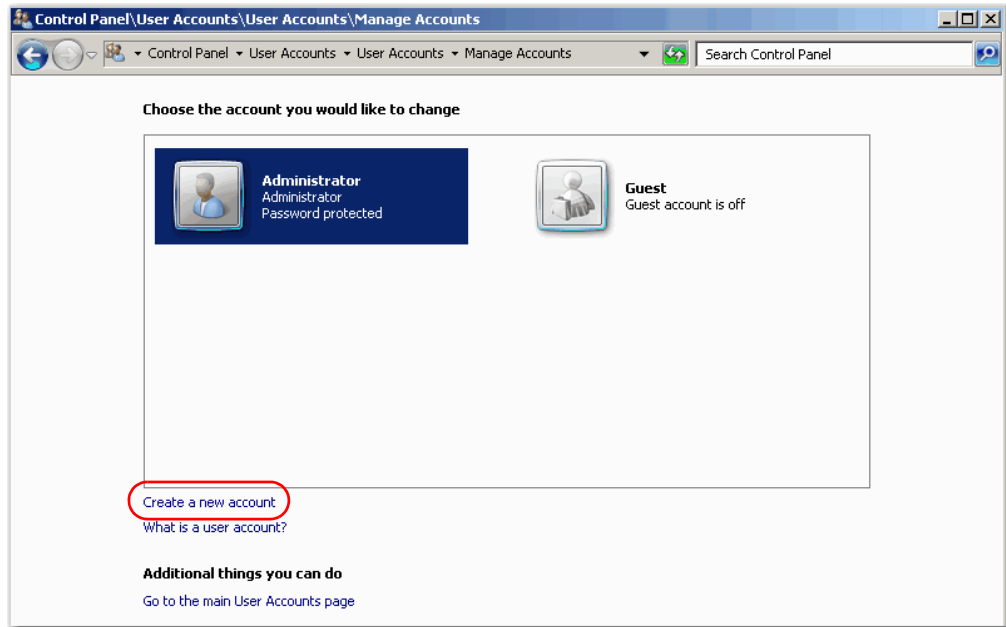 Control Panel\User Accounts\User Accounts\Manage Accounts
Control Panel User Accounts User Accounts Manage Accounts
Search Control Panel
Choose the account you would like to change
Administrator
Administrator
Password protected
Guest
Guest account is off
Create a new account
What is a user account?
Additional things you can do
Go to the main User Accounts page